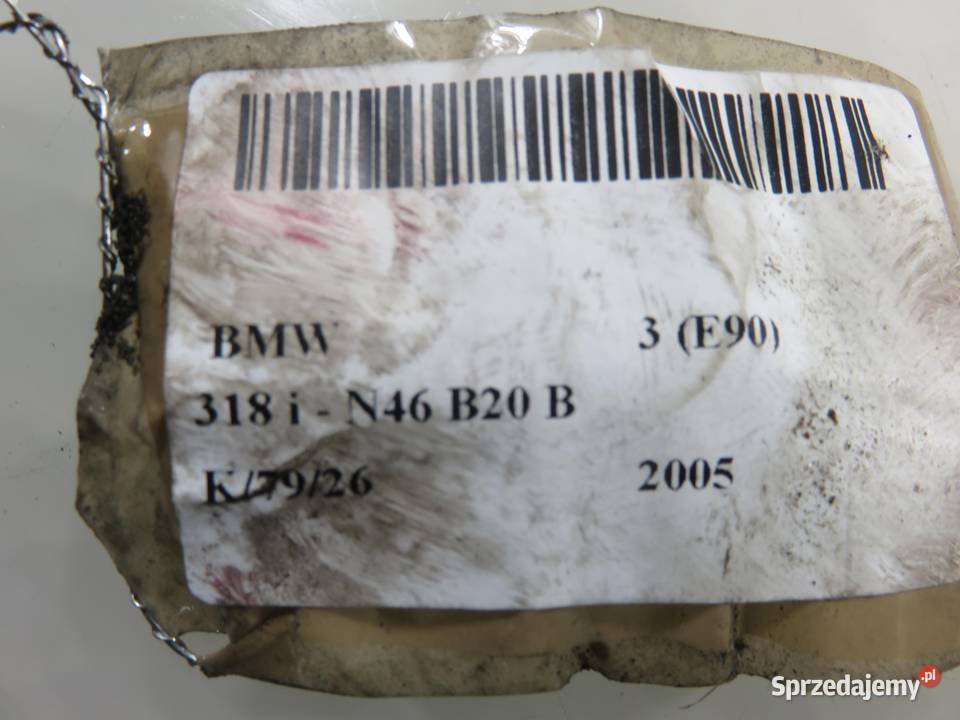 BMW 3 (E90)
318 i - N46 B20 B
K/79/26 2005
Sprzedajemy.pl